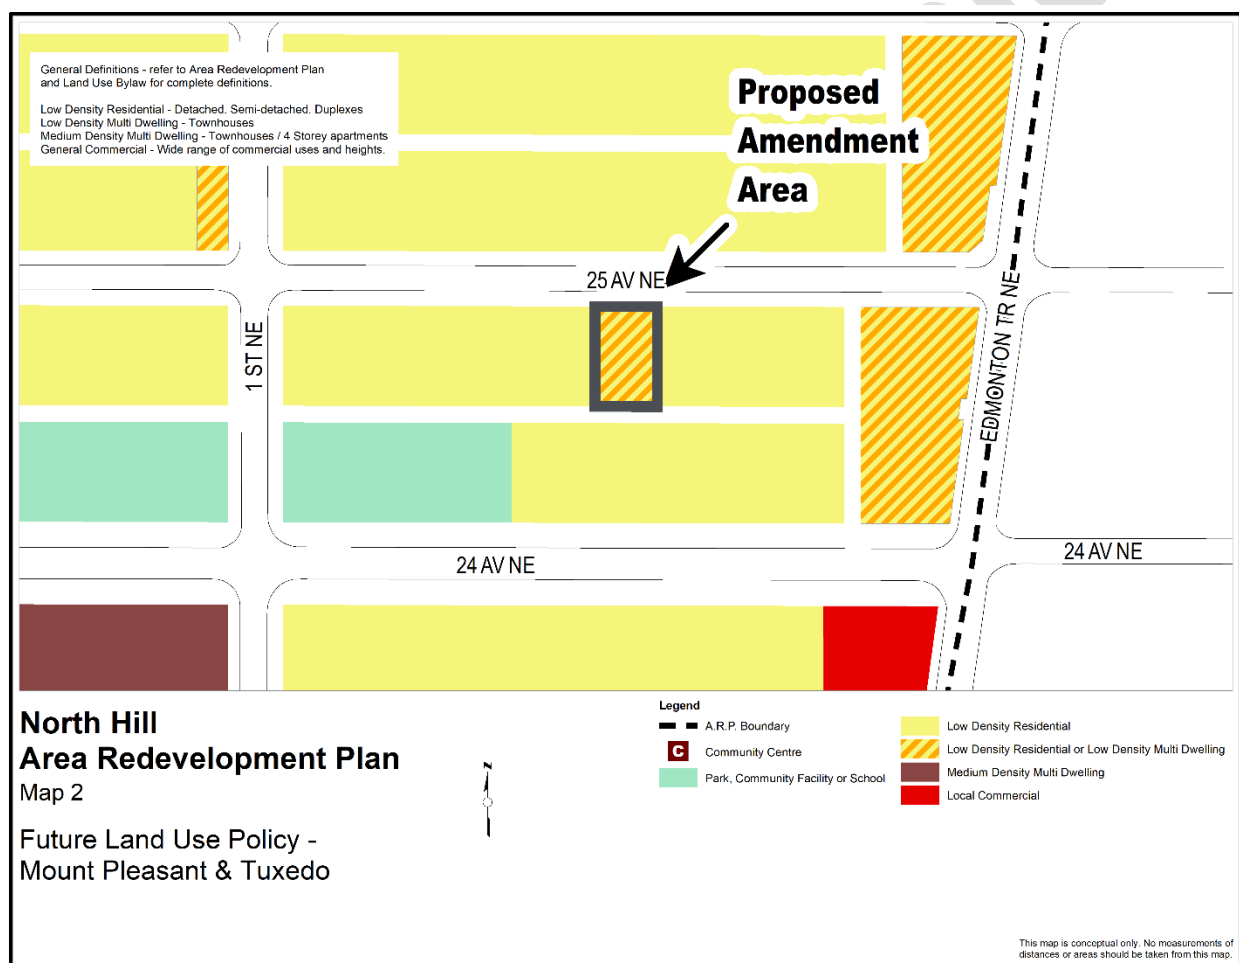 General Definitions - refer to Area Redevelopment Plan
and Land Use Bylaw for complete definitions.
Low Density Residential - Detached. Semi-detached. Duplexes
Low Density Multi Dwelling - Townhouses
Medium Density Multi Dwelling - Townhouses / 4 Storey apartments
General Commercial - Wide range of commercial uses and heights.
Proposed
Amendment
Area
25 AV NE
1 ST NE
EDMONTON TR NE
24 AV NE
24 AV NE
North Hill
Area Redevelopment Plan
Map 2
Future Land Use Policy -
Mount Pleasant & Tuxedo
N
Legend
A.R.P. Boundary
C
Community Centre
Park, Community Facility or School
Low Density Residential
Low Density Residential or Low Density Multi Dwelling
Medium Density Multi Dwelling
Local Commercial
This map is conceptual only. No measurements of
distances or areas should be taken from this map.